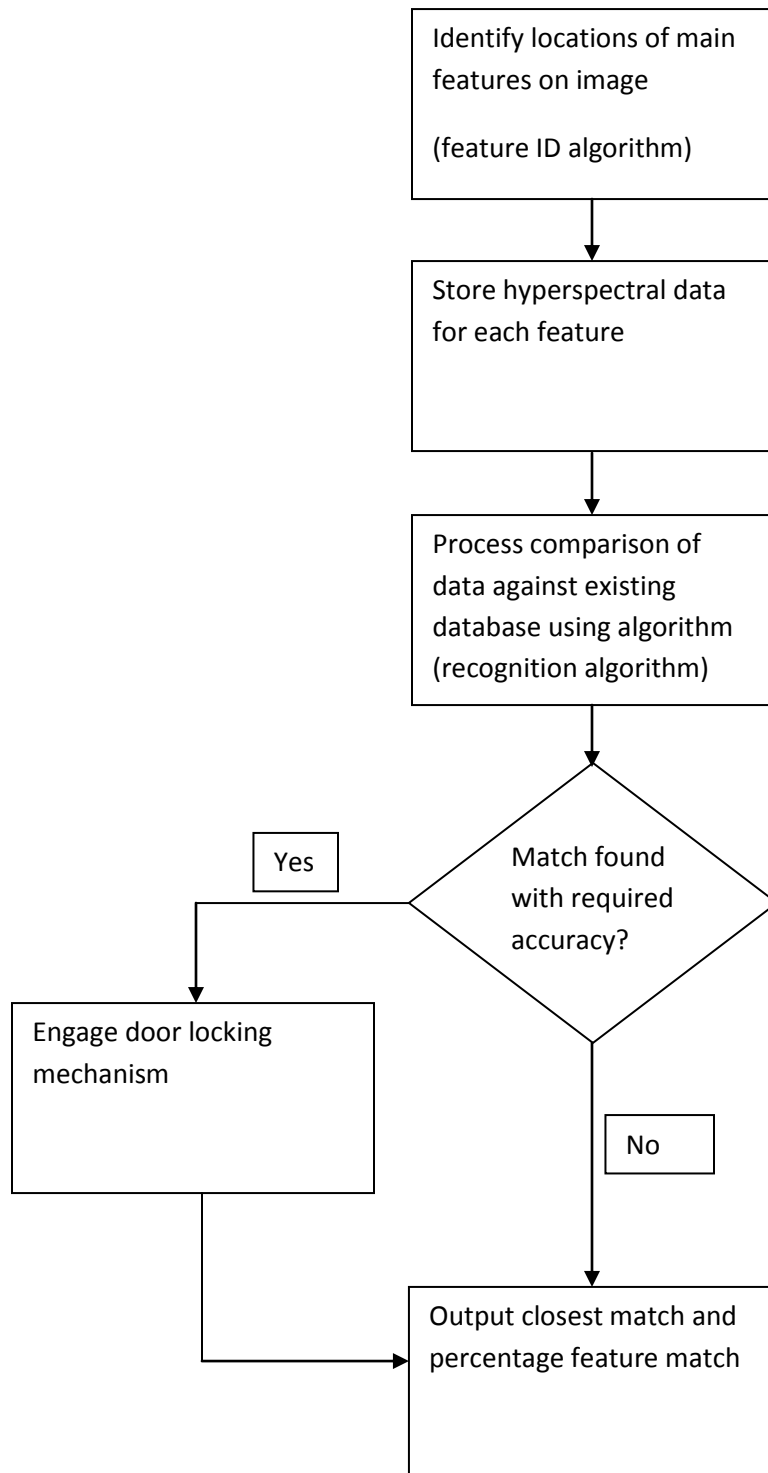 Identify locations of main
features on image
(feature ID algorithm)
Store hyperspectral data
for each feature
Process comparison of
data against existing
database using algorithm
(recognition algorithm)
Match found
with required
accuracy?
Yes
Engage door locking
mechanism
No
Output closest match and
percentage feature match